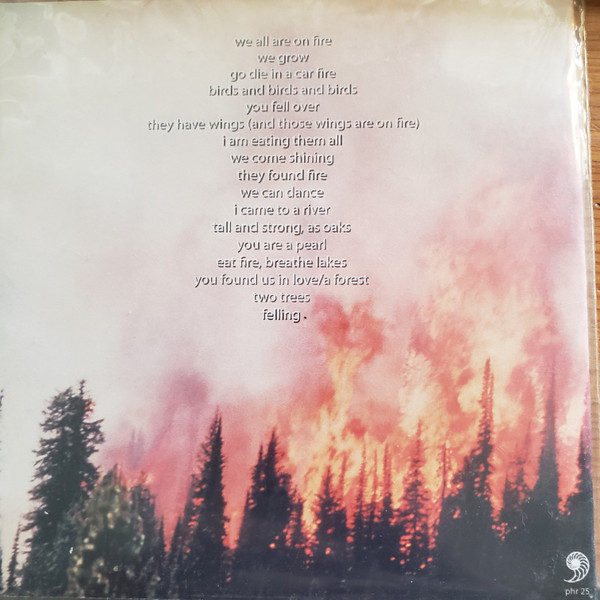 we all are on fire
we grow
go die in a car fire
birds and birds and birds
you fell over
they have wings (and those wings are on fire)
i am eating them all
we come shining
they found fire
we can dance
i came to a river
tall and strong, as oaks
you are a pearl
eat fire, breathe lakes
you found us in love/a forest
two trees
felling.
phr 25